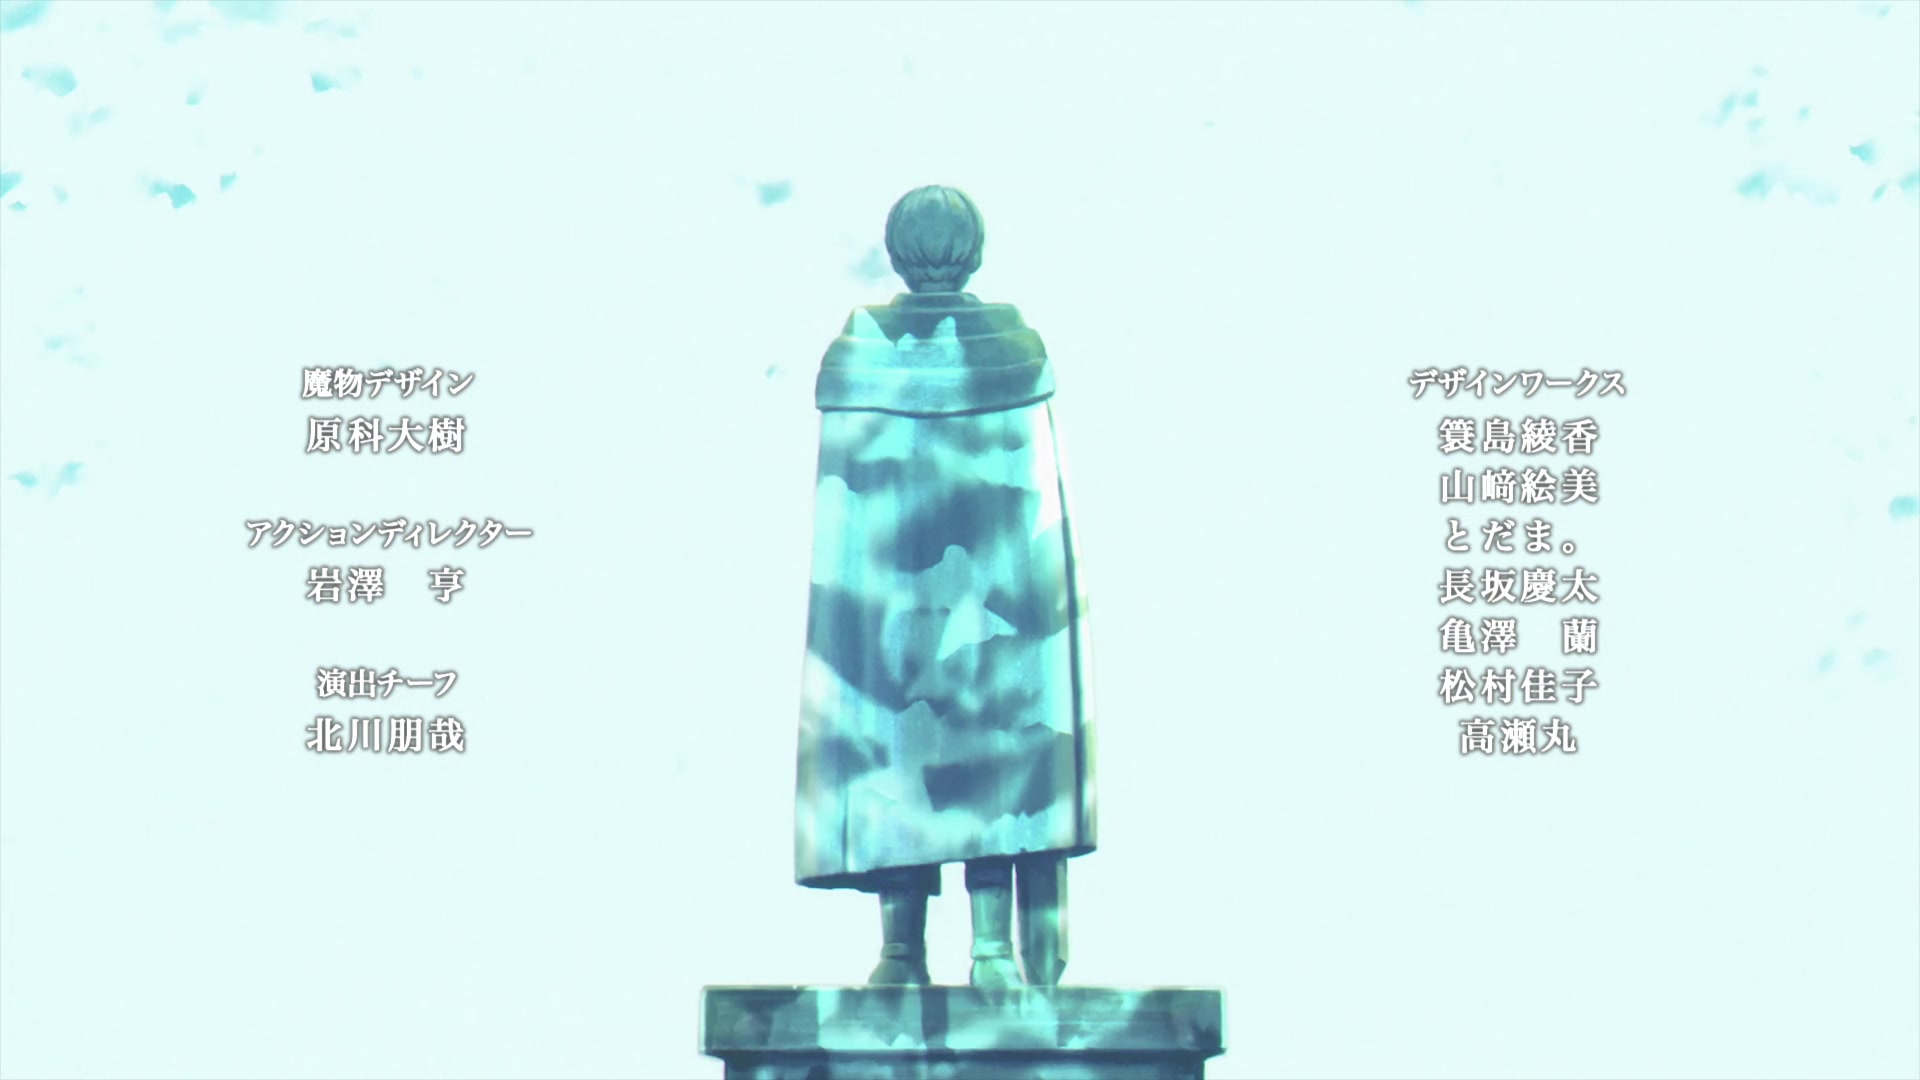 魔物デザイン
原科大樹
アクションディレクター
岩澤　亨
演出チーフ
北川朋哉
デザインワークス
簑島綾香
山﨑絵美
とだま。
長坂慶太
亀澤　蘭
松村佳子
高瀬丸